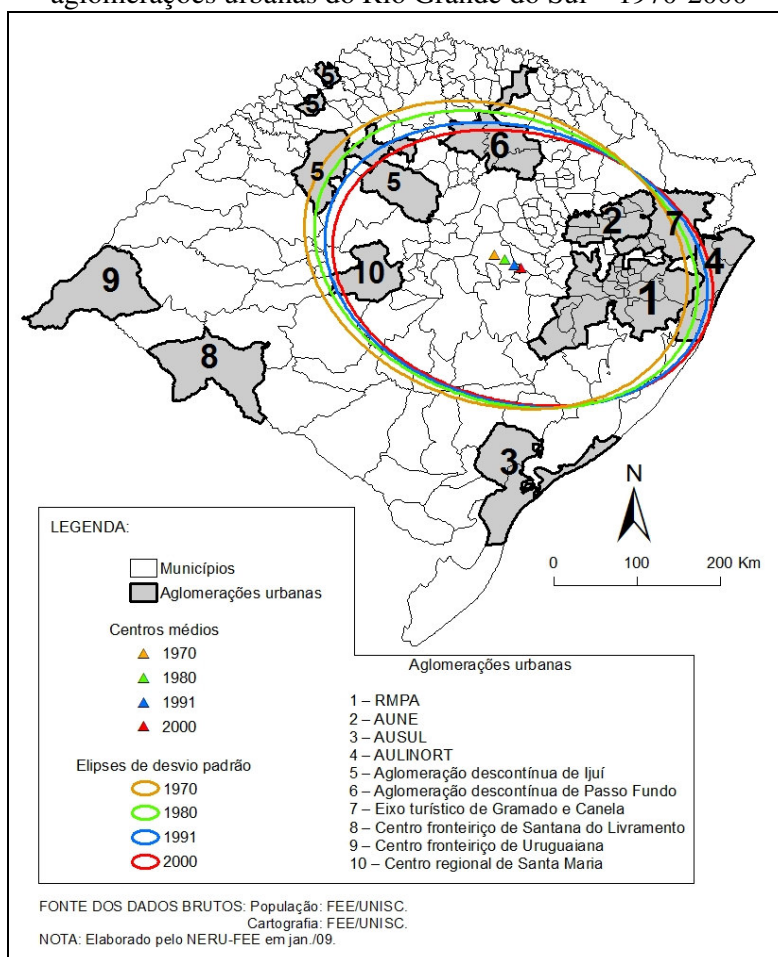 aglomerações urbanas do Rio Grande do Sul – 1970-2000
5
5
5
6
5
2
7
4
10
1
9
8
3
N
0 100 200 Km
LEGENDA:
Municípios
Aglomerações urbanas
Centros médios
1970
1980
1991
2000
Elipses de desvio padrão
1970
1980
1991
2000
Aglomerações urbanas
1 – RMPA
2 – AUNE
3 – AUSUL
4 – AULINORT
5 – Aglomeração descontínua de Ijuí
6 – Aglomeração descontínua de Passo Fundo
7 – Eixo turístico de Gramado e Canela
8 – Centro fronteiriço de Santana do Livramento
9 – Centro fronteiriço de Uruguaiana
10 – Centro regional de Santa Maria
FONTE DOS DADOS BRUTOS: População: FEE/UNISC.
Cartografia: FEE/UNISC.
NOTA: Elaborado pelo NERU-FEE em jan./09.